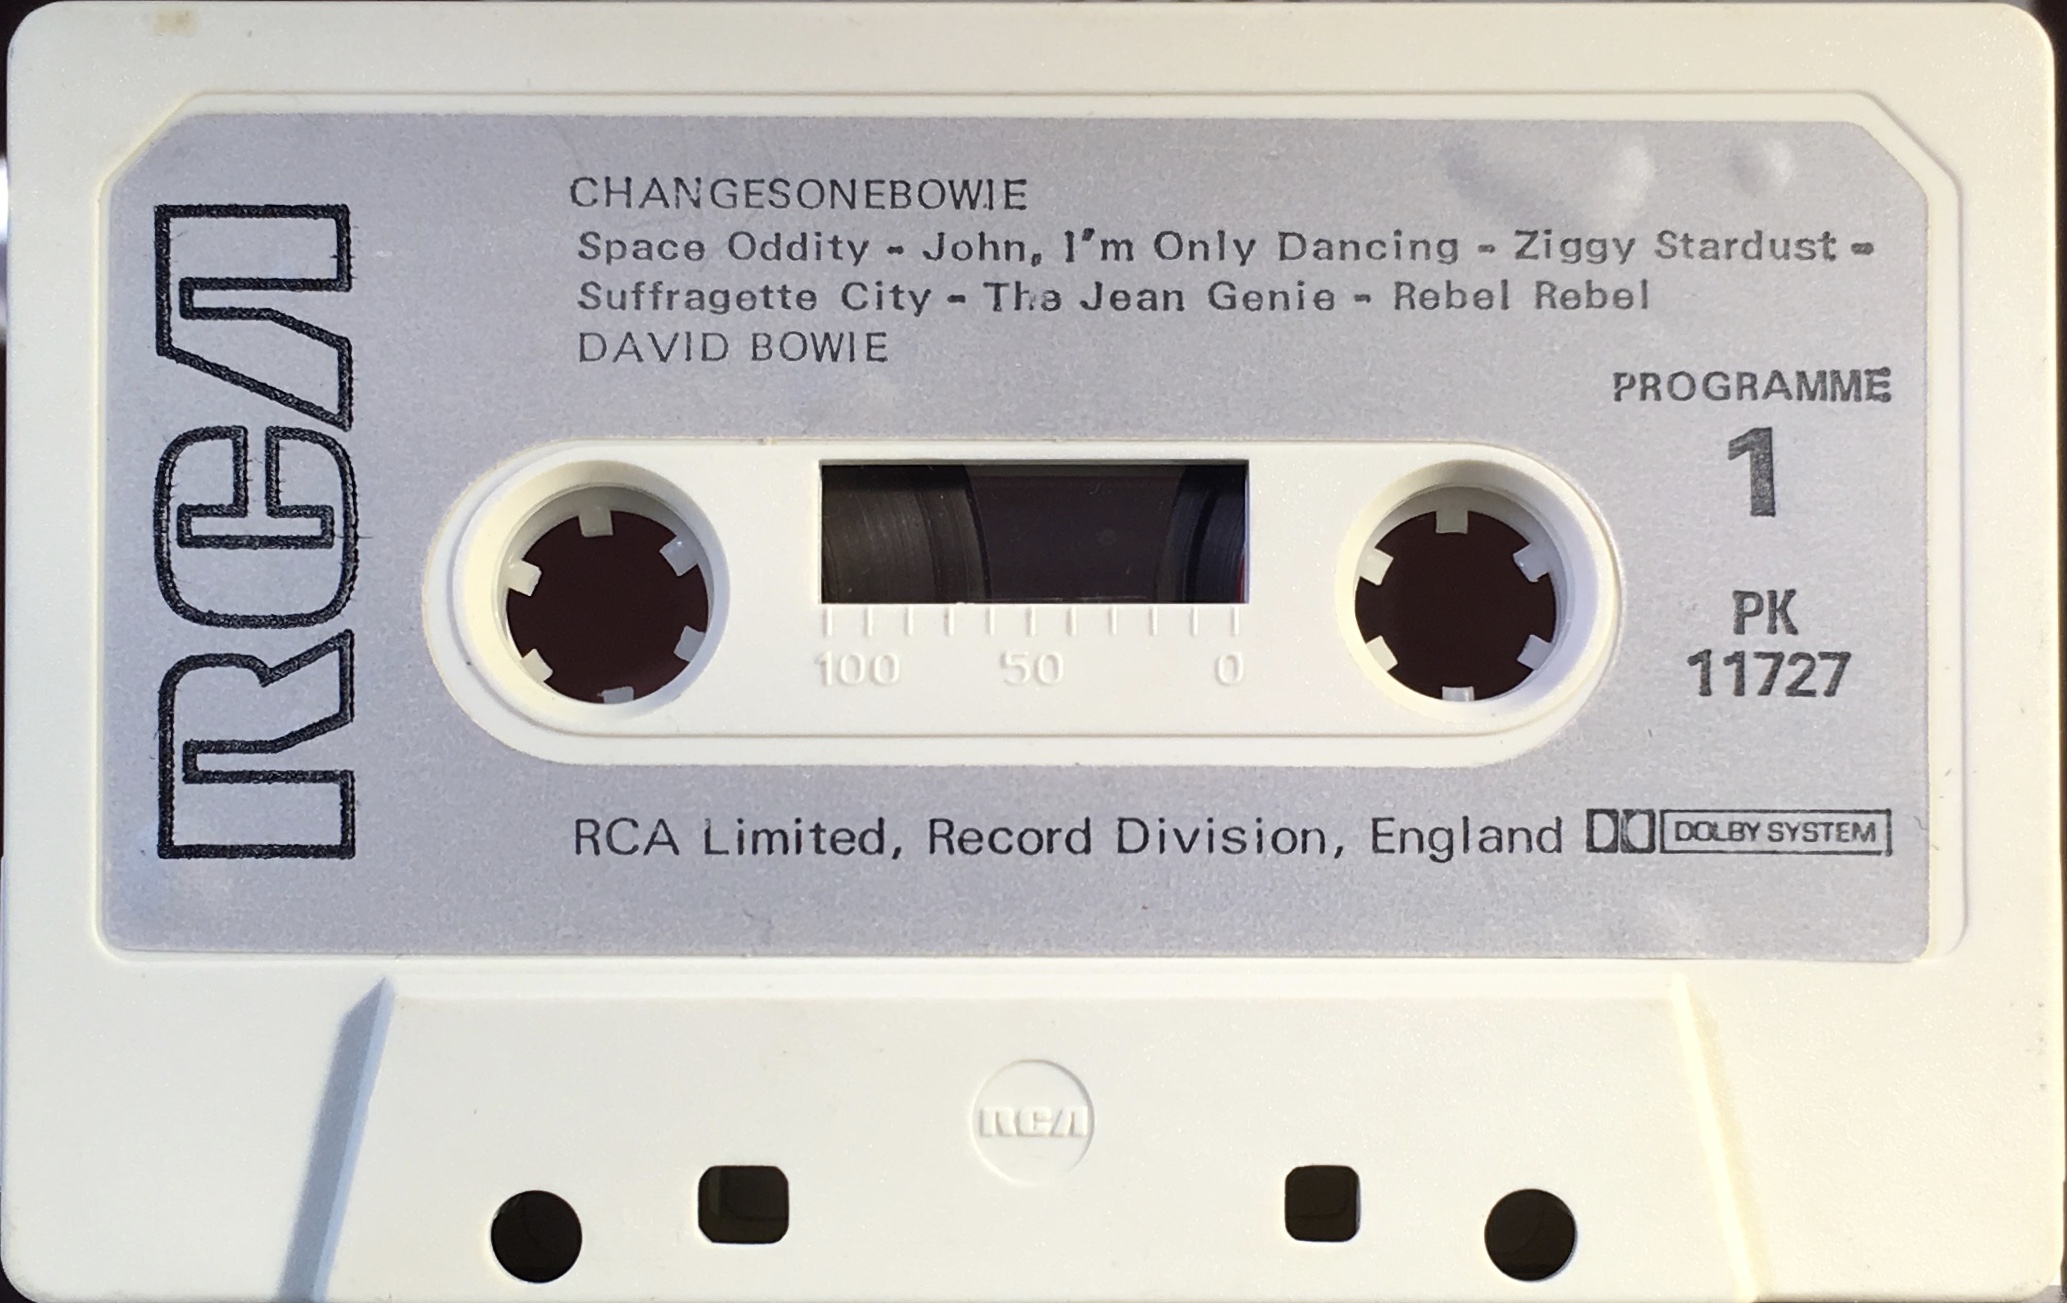 RCA
CHANGESONEBOWIE
Space Oddity - John, I'm Only Dancing - Ziggy Stardust -
Suffragette City - The Jean Genie - Rebel Rebel
DAVID BOWIE
PROGRAMME
1
PK
11727
100 50 0
RCA Limited, Record Division, England DOLBY SYSTEM
RCA